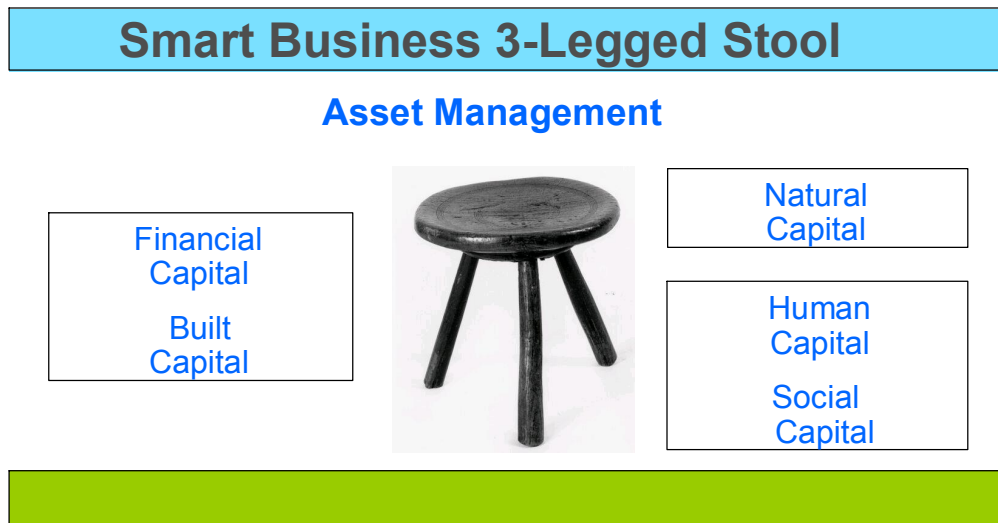 Smart Business 3-Legged Stool
Asset Management
Financial
Capital
Built
Capital
Natural
Capital
Human
Capital
Social
Capital